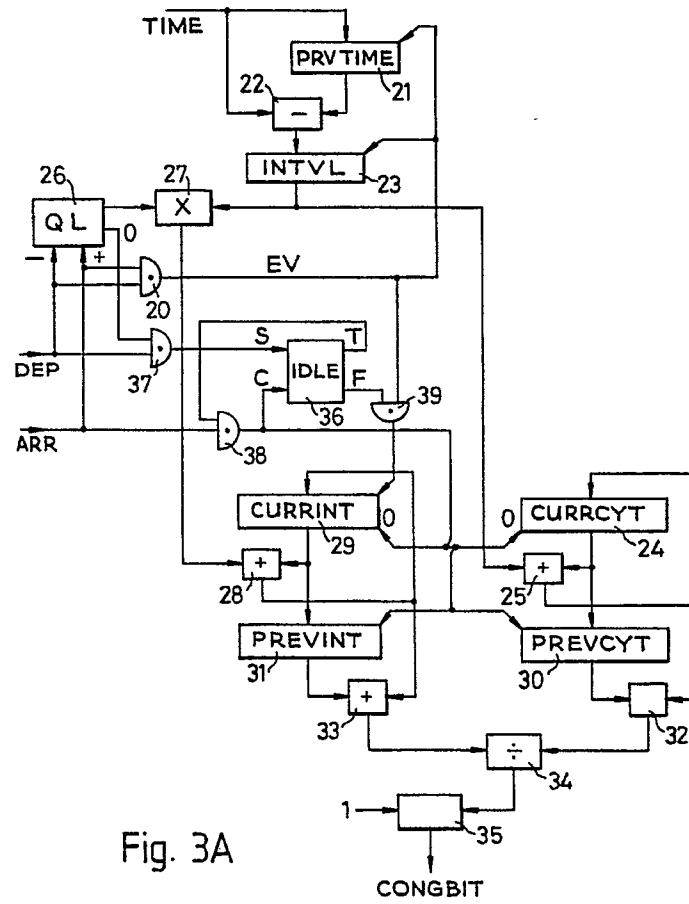 TIME
PRVTIME
21
22
−
INTVL
23
26
27
QL
X
0
−
+
EV
20
DEP
37
S
T
IDLE
C
F
36
39
ARR
38
CURRINT
0
29
0
CURRCYT
24
28
+
25
+
PREVINT
31
PREVCYT
30
+
33
32
÷
34
1
35
Fig. 3A
CONGBIT